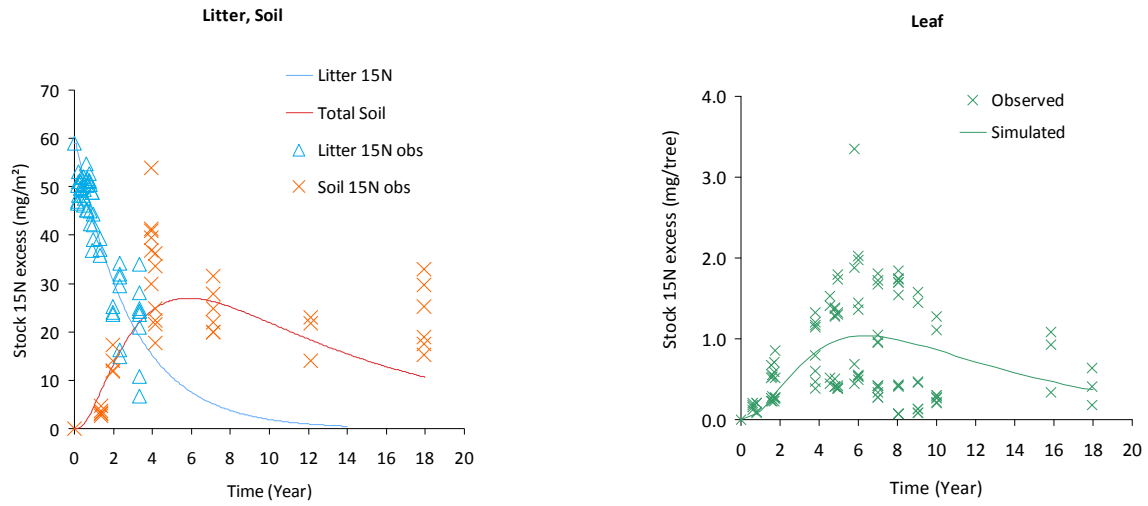 Litter, Soil
Litter 15N
Total Soil
Litter 15N obs
Soil 15N obs
Stock 15N excess (mg/m²)
70
60
50
40
30
20
10
0
0 2 4 6 8 10 12 14 16 18 20
Time (Year)
Leaf
Observed
Simulated
Stock 15N excess (mg/tree)
4.0
3.0
2.0
1.0
0.0
0 2 4 6 8 10 12 14 16 18 20
Time (Year)